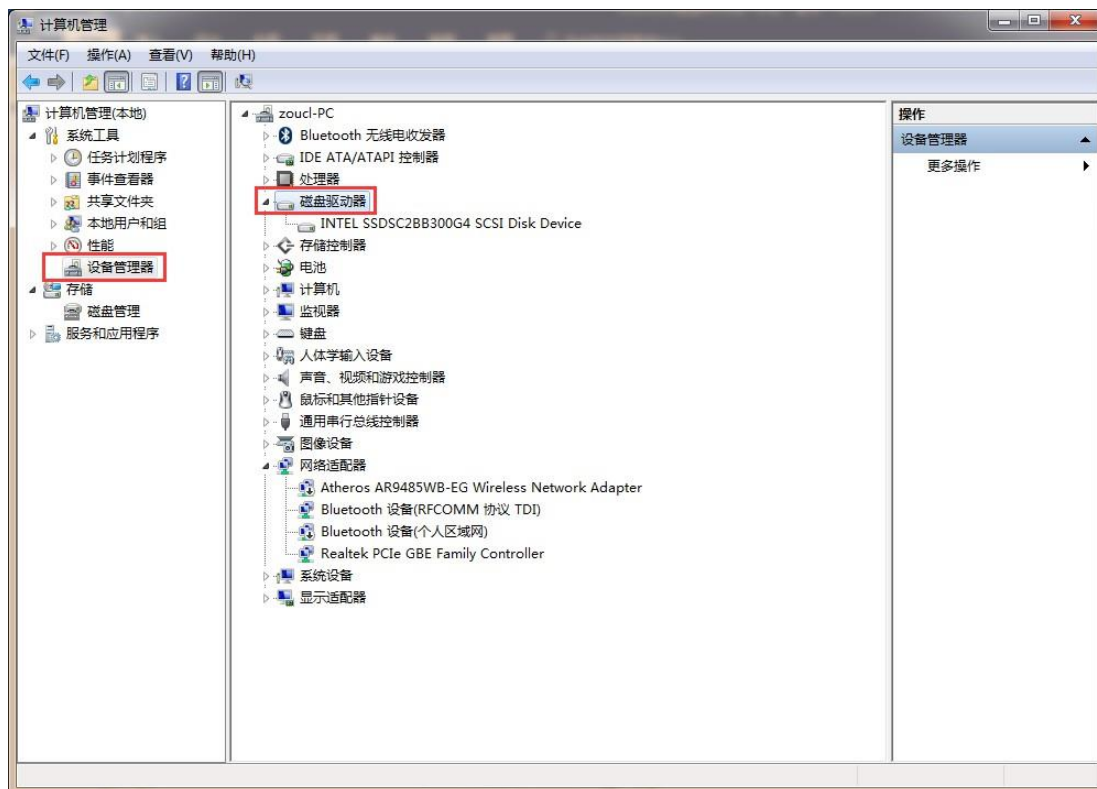 计算机管理
文件(F) 操作(A) 查看(V) 帮助(H)
计算机管理(本地)
系统工具
任务计划程序
事件查看器
共享文件夹
本地用户和组
性能
设备管理器
存储
磁盘管理
服务和应用程序
zoucl-PC
Bluetooth 无线电收发器
IDE ATA/ATAPI 控制器
处理器
磁盘驱动器
INTEL SSDSC2BB300G4 SCSI Disk Device
存储控制器
电池
计算机
监视器
键盘
人体学输入设备
声音、视频和游戏控制器
鼠标和其他指针设备
通用串行总线控制器
图像设备
网络适配器
Atheros AR9485WB-EG Wireless Network Adapter
Bluetooth 设备(RFCOMM 协议 TDI)
Bluetooth 设备(个人区域网)
Realtek PCIe GBE Family Controller
系统设备
显示适配器
操作
设备管理器
更多操作